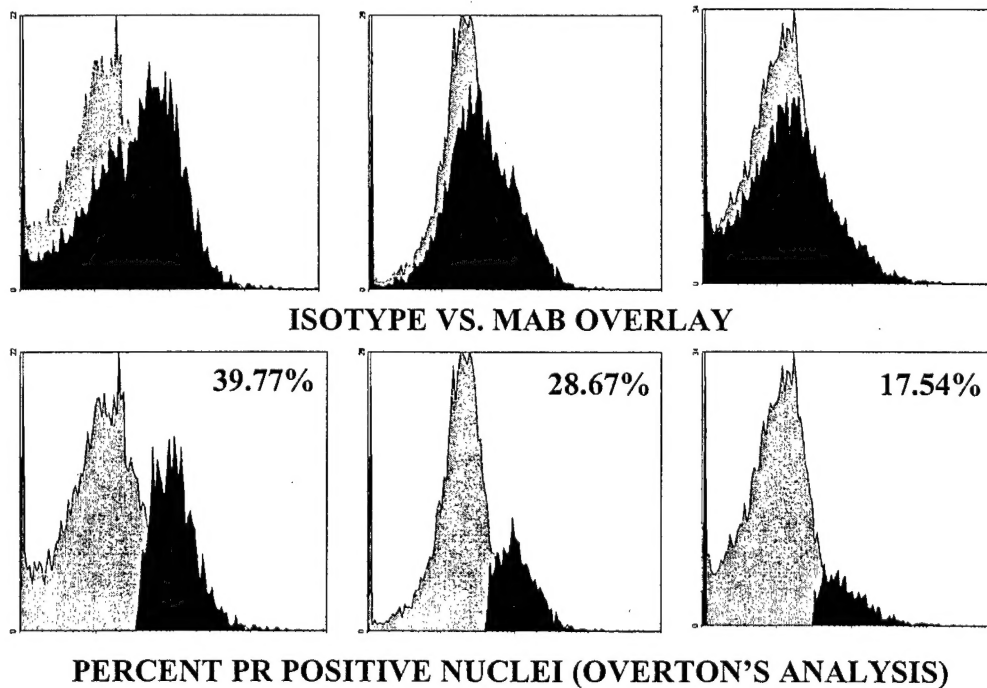 ISOTYPE VS. MAB OVERLAY
39.77% 28.67% 17.54%
PERCENT PR POSITIVE NUCLEI (OVERTON'S ANALYSIS)